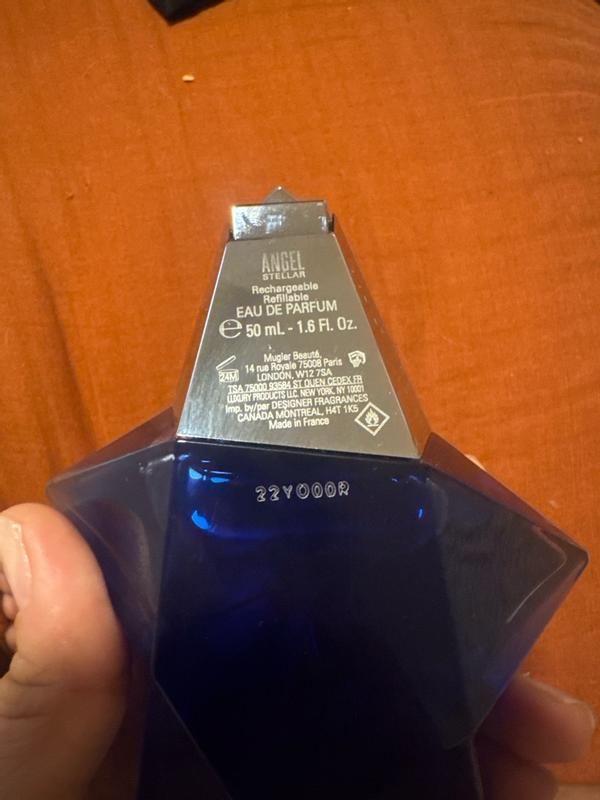 ANGEL
STELLAR
Rechargeable
Refillable
EAU DE PARFUM
℮ 50 mL - 1.6 Fl. Oz.
Mugler Beauté,
14 rue Royale 75008 Paris
24M
LONDON, W12 7SA
TSA 75000 93584 ST OUEN CEDEX FR
LUXURY PRODUCTS LLC, NEW YORK, NY 10001
Imp. by/par DESIGNER FRAGRANCES
CANADA MONTREAL, H4T 1K5
Made in France
22Y000R